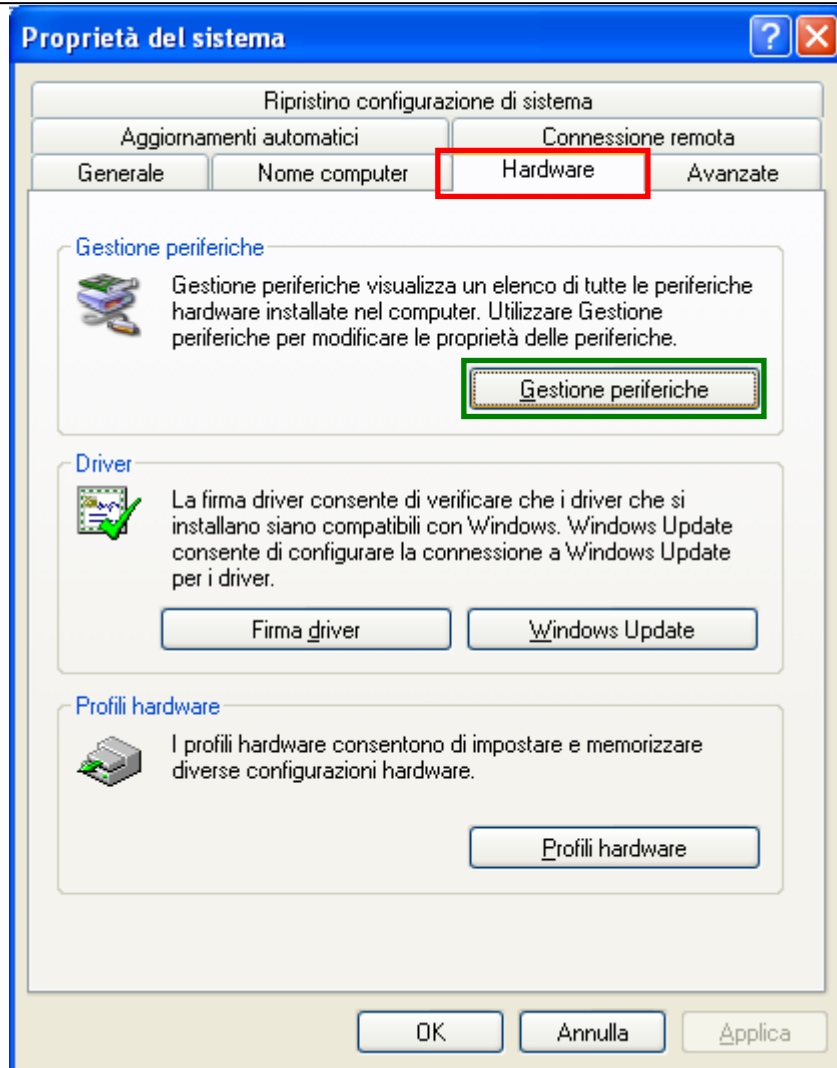 Proprietà del sistema
Ripristino configurazione di sistema
Aggiornamenti automatici Connessione remota
Generale Nome computer Hardware Avanzate
Gestione periferiche
Gestione periferiche visualizza un elenco di tutte le periferiche
hardware installate nel computer. Utilizzare Gestione
periferiche per modificare le proprietà delle periferiche.
Gestione periferiche
Driver
La firma driver consente di verificare che i driver che si
installano siano compatibili con Windows. Windows Update
consente di configurare la connessione a Windows Update
per i driver.
Firma driver Windows Update
Profili hardware
I profili hardware consentono di impostare e memorizzare
diverse configurazioni hardware.
Profili hardware
OK Annulla Applica